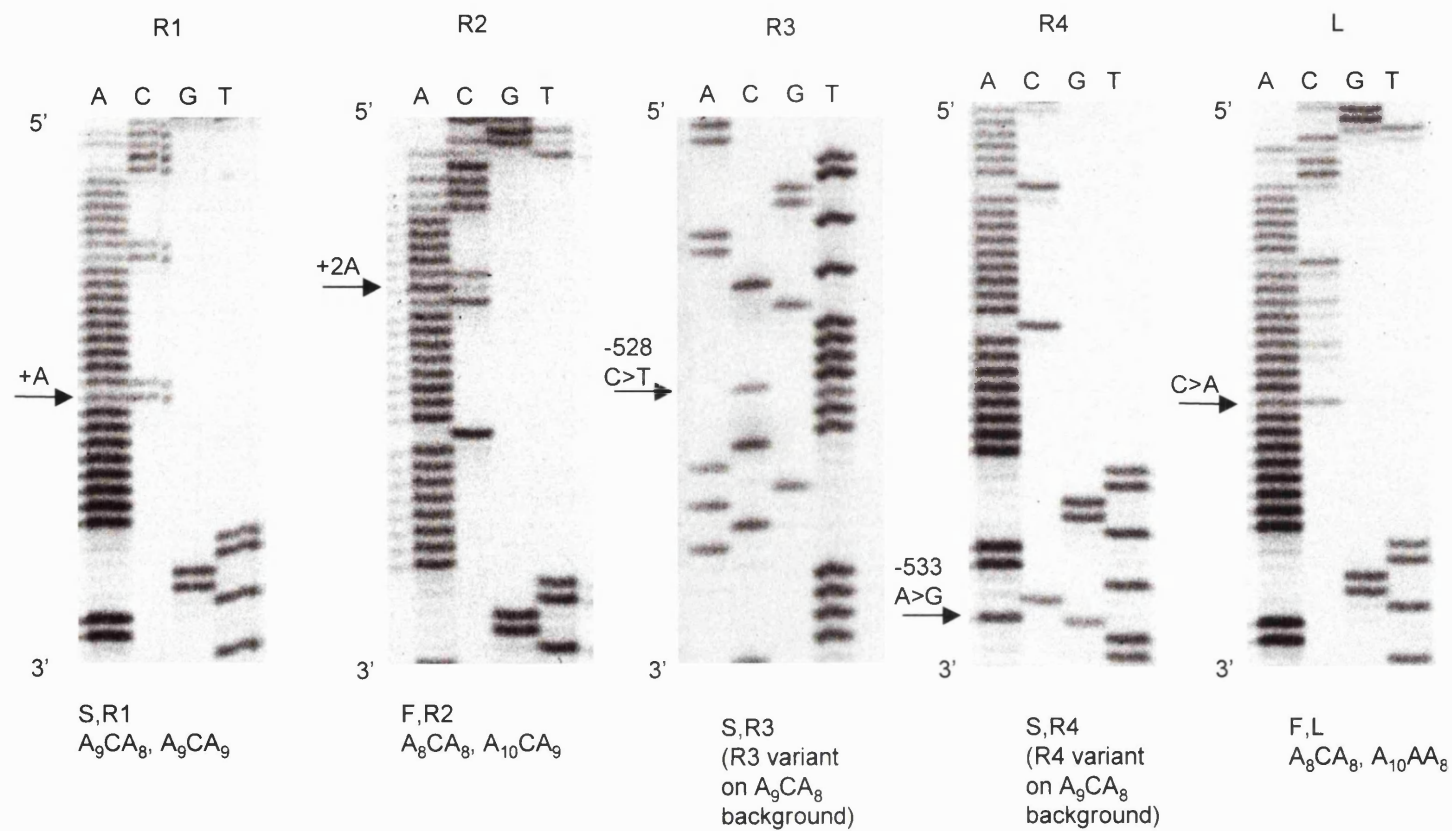 R1
R2
R3
R4
L
A C G T
A C G T
A C G T
A C G T
A C G T
5'
5'
5'
5'
5'
+A
+2A
-528
C>T
-533
A>G
C>A
3'
3'
3'
3'
3'
S,R1
A₉CA₈, A₉CA₉
F,R2
A₈CA₈, A₁₀CA₉
S,R3
(R3 variant
on A₉CA₈
background)
S,R4
(R4 variant
on A₉CA₈
background)
F,L
A₈CA₈, A₁₀AA₈